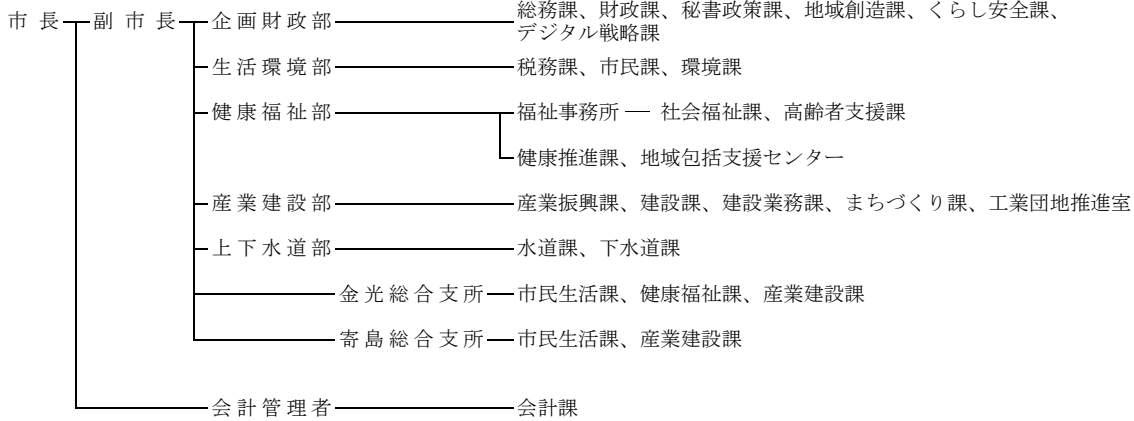 市長 副市長 企画財政部 総務課、財政課、秘書政策課、地域創造課、くらし安全課、
デジタル戦略課
生活環境部 税務課、市民課、環境課
健康福祉部 福祉事務所 ― 社会福祉課、高齢者支援課
健康推進課、地域包括支援センター
産業建設部 産業振興課、建設課、建設業務課、まちづくり課、工業団地推進室
上下水道部 水道課、下水道課
金光総合支所 市民生活課、健康福祉課、産業建設課
寄島総合支所 市民生活課、産業建設課
会計管理者 会計課